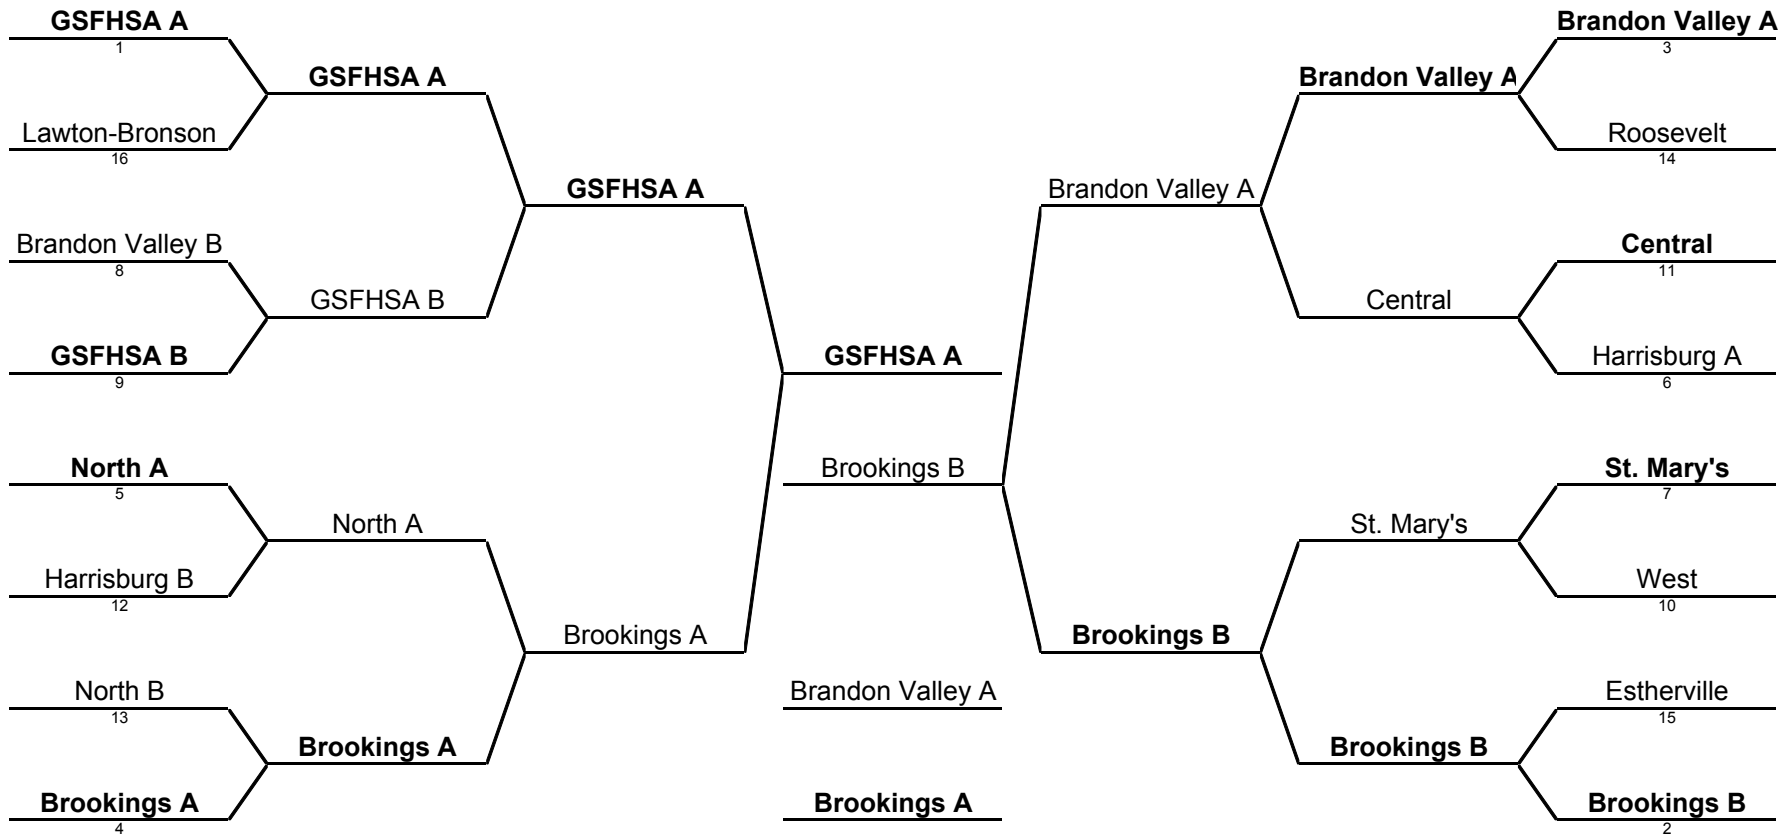 GSFHSA A
1
Lawton-Bronson
16
Brandon Valley B
8
GSFHSA B
9
North A
5
Harrisburg B
12
North B
13
Brookings A
4
GSFHSA A
GSFHSA B
North A
Brookings A
GSFHSA A
Brookings A
GSFHSA A
Brookings B
Brandon Valley A
Brookings A
Brandon Valley A
Brookings B
Brandon Valley A
Central
St. Mary's
Brookings B
Brandon Valley A
3
Roosevelt
14
Central
11
Harrisburg A
6
St. Mary's
7
West
10
Estherville
15
Brookings B
2